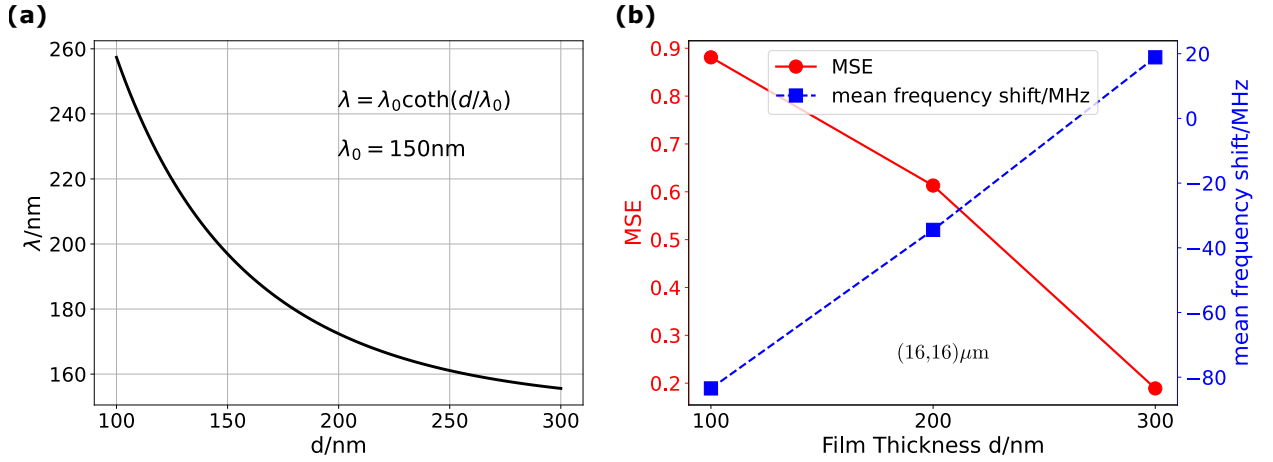 (a)
260
240
220
200
180
160
λ/nm
λ = λ₀coth(d/λ₀)
λ₀ = 150nm
100
150
200
250
300
d/nm
(b)
0.9
0.8
0.7
0.6
0.5
0.4
0.3
0.2
MSE
MSE
mean frequency shift/MHz
(16,16)μm
20
0
−20
−40
−60
−80
mean frequency shift/MHz
100
200
300
Film Thickness d/nm